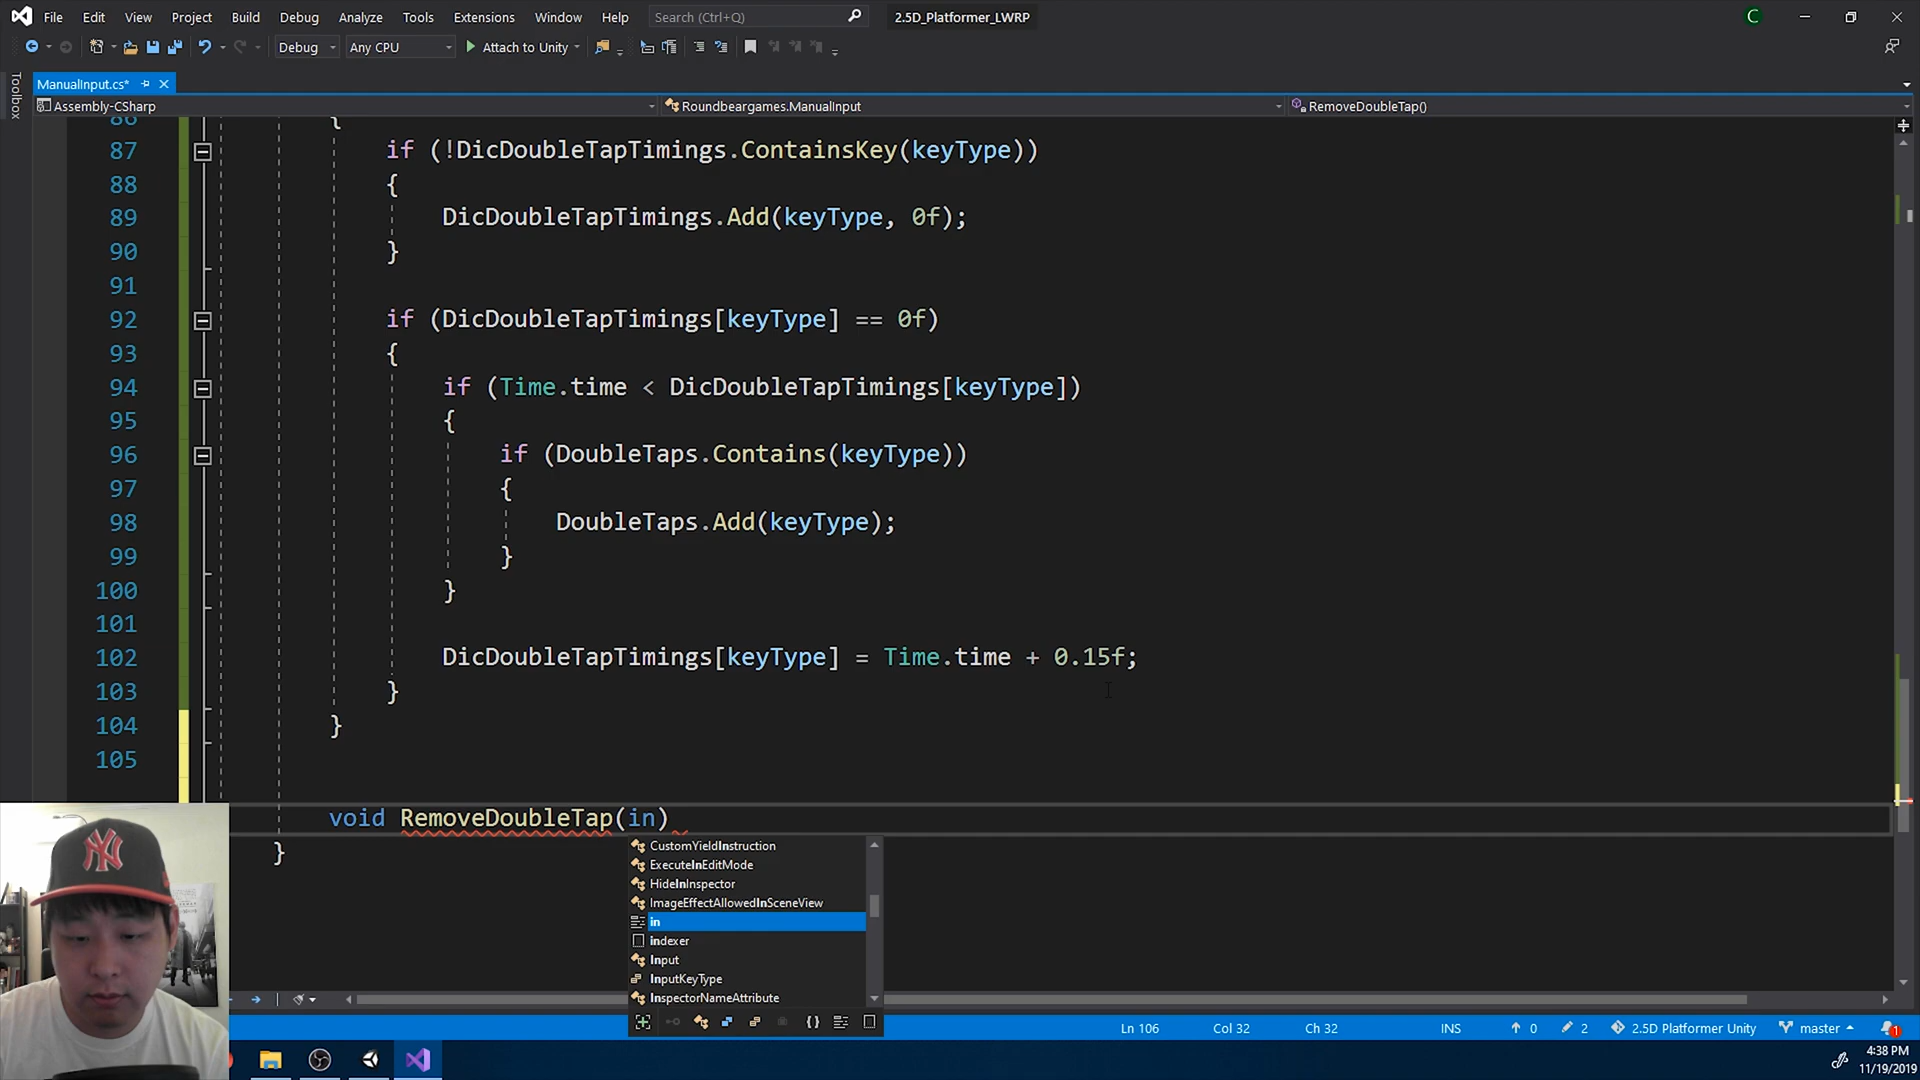 File Edit View Project Build Debug Analyze Tools Extensions Window Help Search (Ctrl+Q) 2.5D_Platformer_LWRP C
Debug Any CPU Attach to Unity
Toolbox
ManualInput.cs*
Assembly-CSharp Roundbeargames.ManualInput RemoveDoubleTap()
86 {
87 if (!DicDoubleTapTimings.ContainsKey(keyType))
88 {
89 DicDoubleTapTimings.Add(keyType, 0f);
90 }
91
92 if (DicDoubleTapTimings[keyType] == 0f)
93 {
94 if (Time.time < DicDoubleTapTimings[keyType])
95 {
96 if (DoubleTaps.Contains(keyType))
97 {
98 DoubleTaps.Add(keyType);
99 }
100 }
101
102 DicDoubleTapTimings[keyType] = Time.time + 0.15f;
103 }
104 }
105
void RemoveDoubleTap(in)
}
CustomYieldInstruction
ExecuteInEditMode
HideInInspector
ImageEffectAllowedInSceneView
in
indexer
Input
InputKeyType
InspectorNameAttribute
Ln 106 Col 32 Ch 32 INS 0 2 2.5D Platformer Unity master 1
4:38 PM
11/19/2019